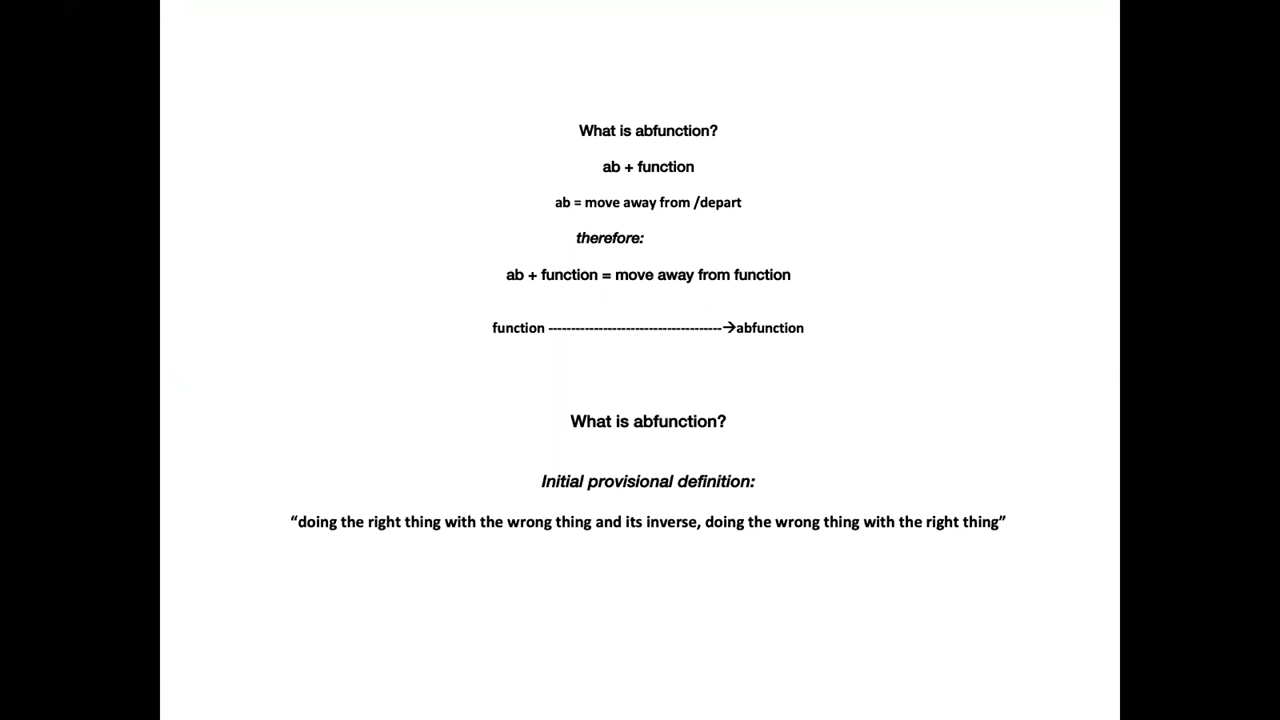 What is abfunction?
ab + function
ab = move away from /depart
therefore:
ab + function = move away from function
function --------------------------------------→abfunction
What is abfunction?
Initial provisional definition:
“doing the right thing with the wrong thing and its inverse, doing the wrong thing with the right thing”